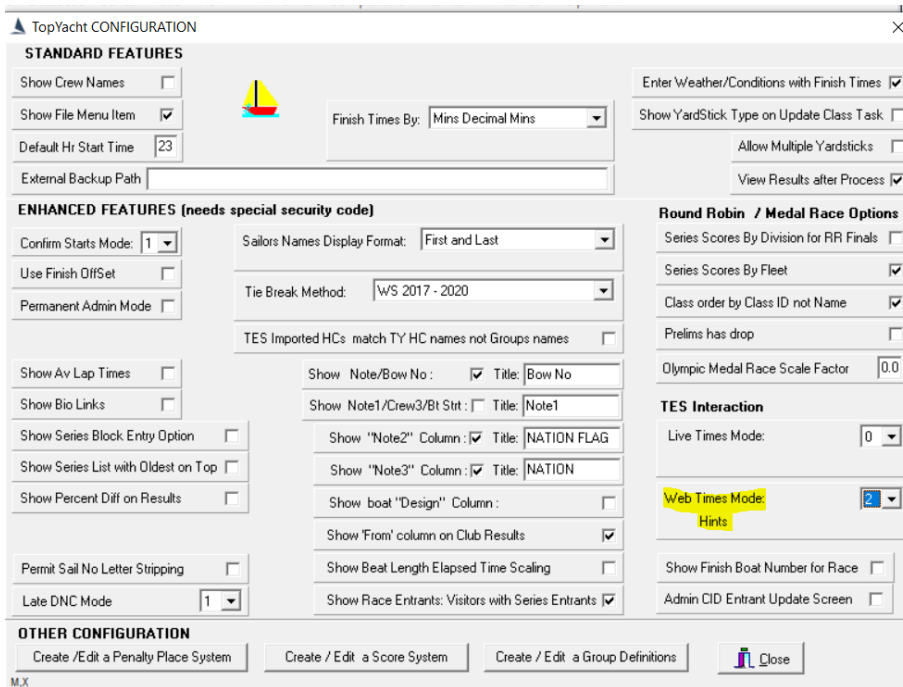 TopYacht CONFIGURATION
STANDARD FEATURES
Show Crew Names
Show File Menu Item
Default Hr Start Time 23
External Backup Path
Finish Times By: Mins Decimal Mins
Enter Weather/Conditions with Finish Times
Show YardStick Type on Update Class Task
Allow Multiple Yardsticks
View Results after Process
ENHANCED FEATURES (needs special security code)
Confirm Starts Mode: 1
Use Finish OffSet
Permanent Admin Mode
Sailors Names Display Format: First and Last
Tie Break Method: WS 2017 - 2020
TES Imported HCs match TY HC names not Groups names
Show Av Lap Times
Show Bio Links
Show Series Block Entry Option
Show Series List with Oldest on Top
Show Percent Diff on Results
Permit Sail No Letter Stripping
Late DNC Mode 1
Show Note/Bow No : Title: Bow No
Show Note1/Crew3/Bt Strt : Title: Note1
Show "Note2" Column : Title: NATION FLAG
Show "Note3" Column : Title: NATION
Show boat "Design" Column :
Show 'From' column on Club Results
Show Beat Length Elapsed Time Scaling
Show Race Entrants: Visitors with Series Entrants
Round Robin / Medal Race Options
Series Scores By Division for RR Finals
Series Scores By Fleet
Class order by Class ID not Name
Prelims has drop
Olympic Medal Race Scale Factor 0.0
TES Interaction
Live Times Mode: 0
Web Times Mode: 2
Hints
Show Finish Boat Number for Race
Admin CID Entrant Update Screen
OTHER CONFIGURATION
Create /Edit a Penalty Place System
Create / Edit a Score System
Create / Edit a Group Definitions
Close
M,X